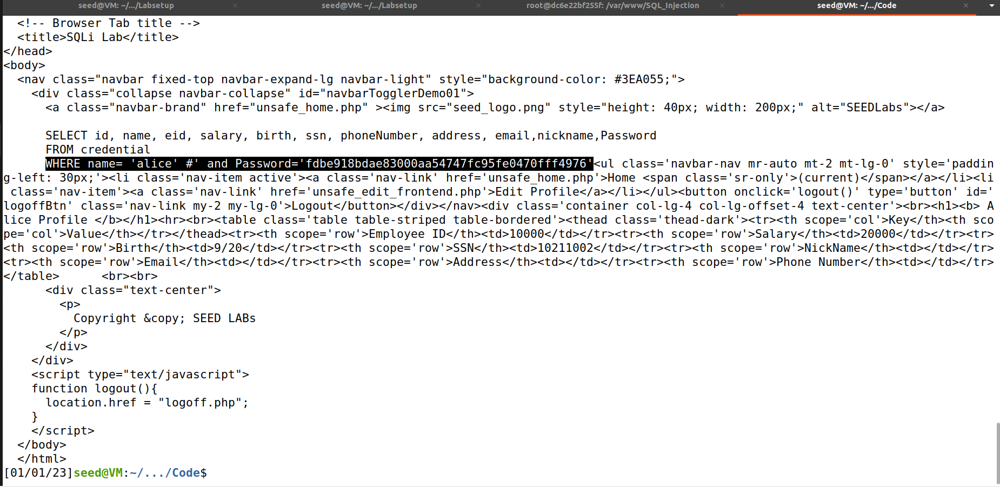 seed@VM: ~/.../Labsetup × seed@VM: ~/.../Labsetup × root@dc6e22bf255f: /var/www/SQL_Injection × seed@VM: ~/.../Code ×
  <!-- Browser Tab title -->
  <title>SQLi Lab</title>
</head>
<body>
  <nav class="navbar fixed-top navbar-expand-lg navbar-light" style="background-color: #3EA055;">
    <div class="collapse navbar-collapse" id="navbarTogglerDemo01">
      <a class="navbar-brand" href="unsafe_home.php" ><img src="seed_logo.png" style="height: 40px; width: 200px;" alt="SEEDLabs"></a>

      SELECT id, name, eid, salary, birth, ssn, phoneNumber, address, email,nickname,Password
      FROM credential
      WHERE name= 'alice' #' and Password='fdbe918bdae83000aa54747fc95fe0470fff4976'<ul class='navbar-nav mr-auto mt-2 mt-lg-0' style='paddin
g-left: 30px;'><li class='nav-item active'><a class='nav-link' href='unsafe_home.php'>Home <span class='sr-only'>(current)</span></a></li><li
 class='nav-item'><a class='nav-link' href='unsafe_edit_frontend.php'>Edit Profile</a></li></ul><button onclick='logout()' type='button' id='
logoffBtn' class='nav-link my-2 my-lg-0'>Logout</button></div></nav><div class='container col-lg-4 col-lg-offset-4 text-center'><br><h1><b> A
lice Profile </b></h1><hr><br><table class='table table-striped table-bordered'><thead class='thead-dark'><tr><th scope='col'>Key</th><th sco
pe='col'>Value</th></tr></thead><tr><th scope='row'>Employee ID</th><td>10000</td></tr><tr><th scope='row'>Salary</th><td>20000</td></tr><tr>
<th scope='row'>Birth</th><td>9/20</td></tr><tr><th scope='row'>SSN</th><td>10211002</td></tr><tr><th scope='row'>NickName</th><td></td></tr>
<tr><th scope='row'>Email</th><td></td></tr><tr><th scope='row'>Address</th><td></td></tr><tr><th scope='row'>Phone Number</th><td></td></tr>
</table>      <br><br>
      <div class="text-center">
        <p>
          Copyright &copy; SEED LABs
        </p>
      </div>
    </div>
    <script type="text/javascript">
    function logout(){
      location.href = "logoff.php";
    }
    </script>
  </body>
  </html>
[01/01/23]seed@VM:~/.../Code$